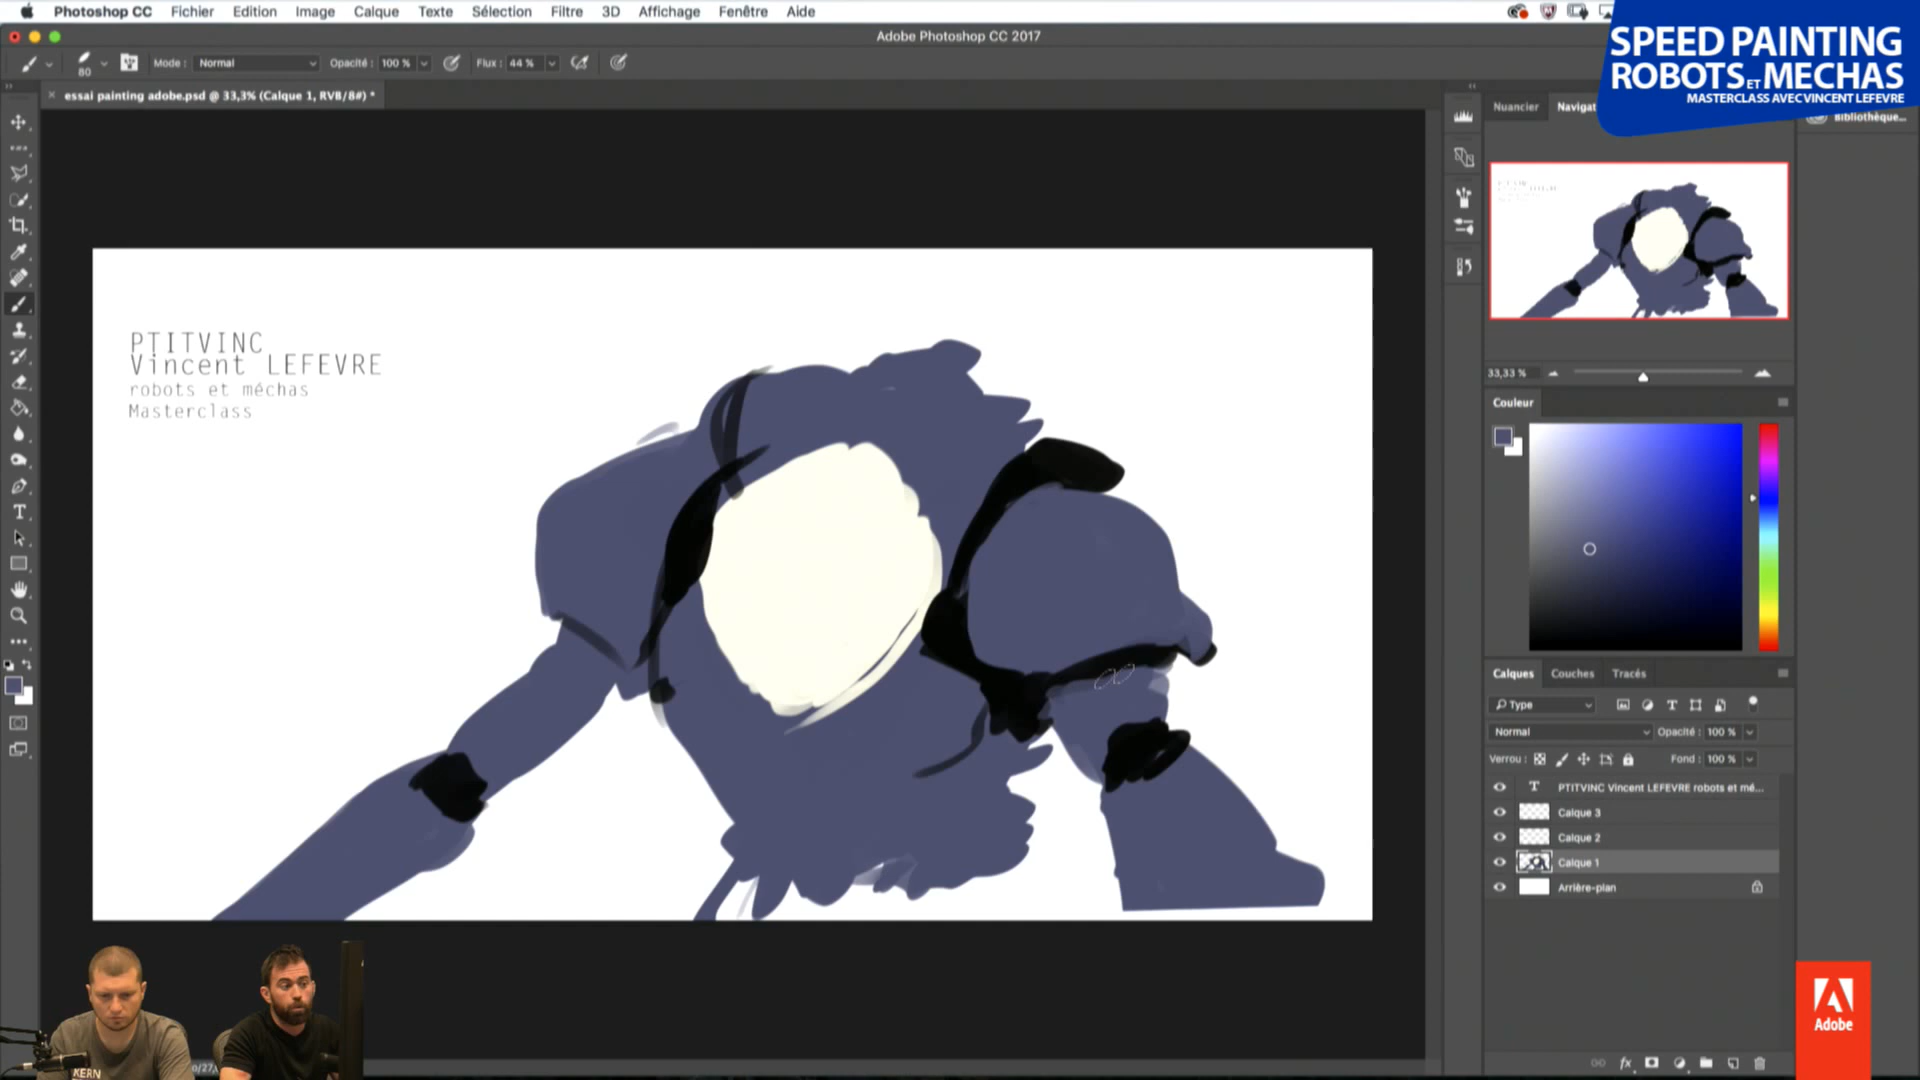 Photoshop CC Fichier Edition Image Calque Texte Sélection Filtre 3D Affichage Fenêtre Aide
Adobe Photoshop CC 2017
SPEED PAINTING
ROBOTS ET MECHAS
MASTERCLASS AVEC VINCENT LEFEVRE
80 Mode : Normal Opacité : 100 % Flux : 44 %
essai painting adobe.psd @ 33,3% (Calque 1, RVB/8#) *
Nuancier Navigat
Bibliothèque...
PTITVINC
Vincent LEFEVRE
robots et méchas
Masterclass
33,33 %
Couleur
Calques Couches Tracés
Type
Normal Opacité : 100 %
Verrou : Fond : 100 %
PTITVINC Vincent LEFEVRE robots et mé...
Calque 3
Calque 2
Calque 1
Arrière-plan
KERN
Adobe